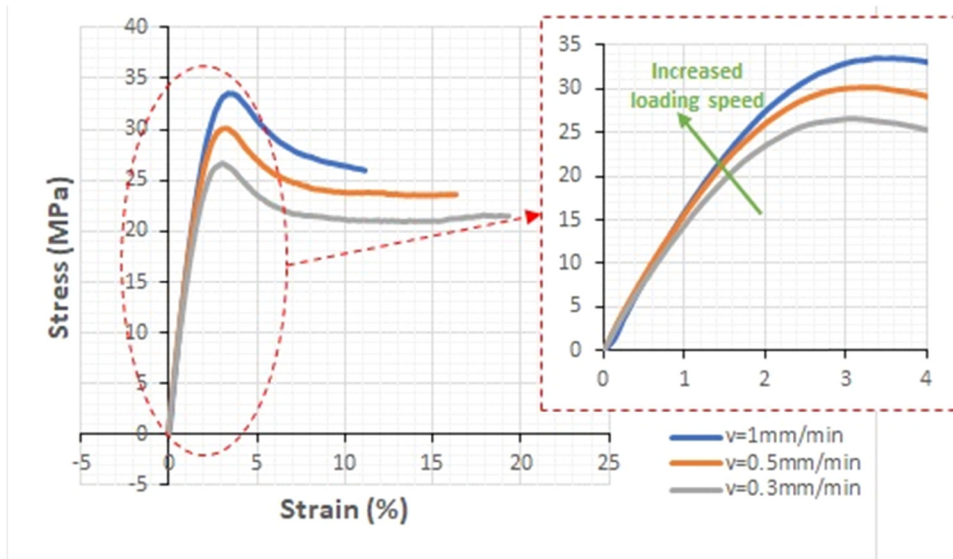 40
35
30
25
20
15
10
5
0
-5
-5 0 5 10 15 20 25
Stress (MPa)
Strain (%)
35
30
25
20
15
10
5
0
0 1 2 3 4
Increased
loading speed
v=1mm/min
v=0.5mm/min
v=0.3mm/min